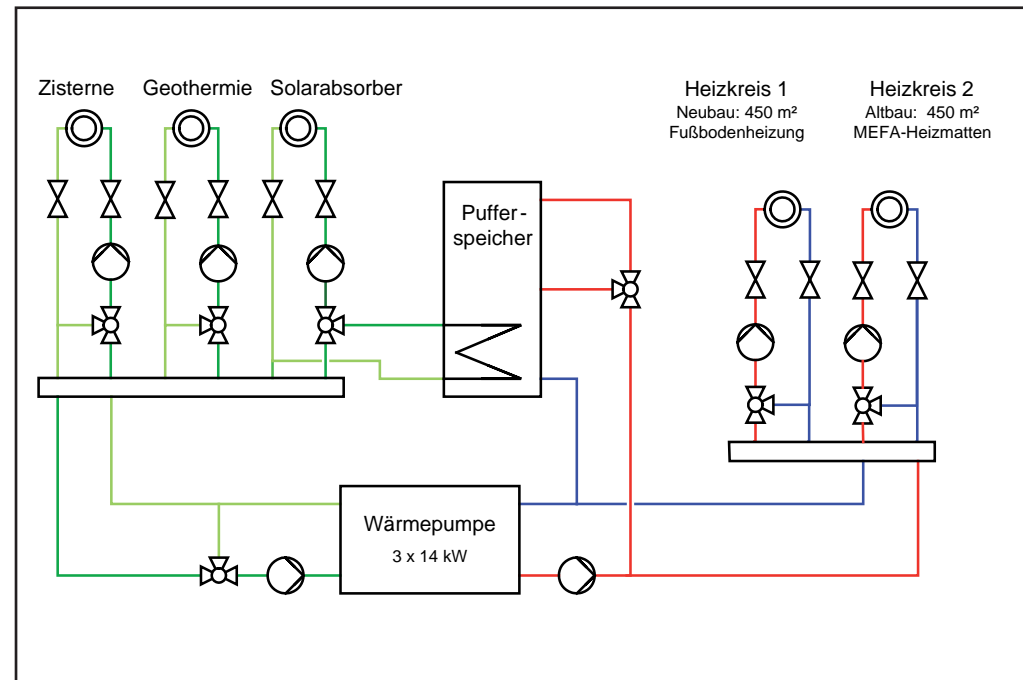 Zisterne
Geothermie
Solarabsorber
Heizkreis 1
Neubau: 450 m²
Fußbodenheizung
Heizkreis 2
Altbau: 450 m²
MEFA-Heizmatten
Puffer-
speicher
Wärmepumpe
3 x 14 kW